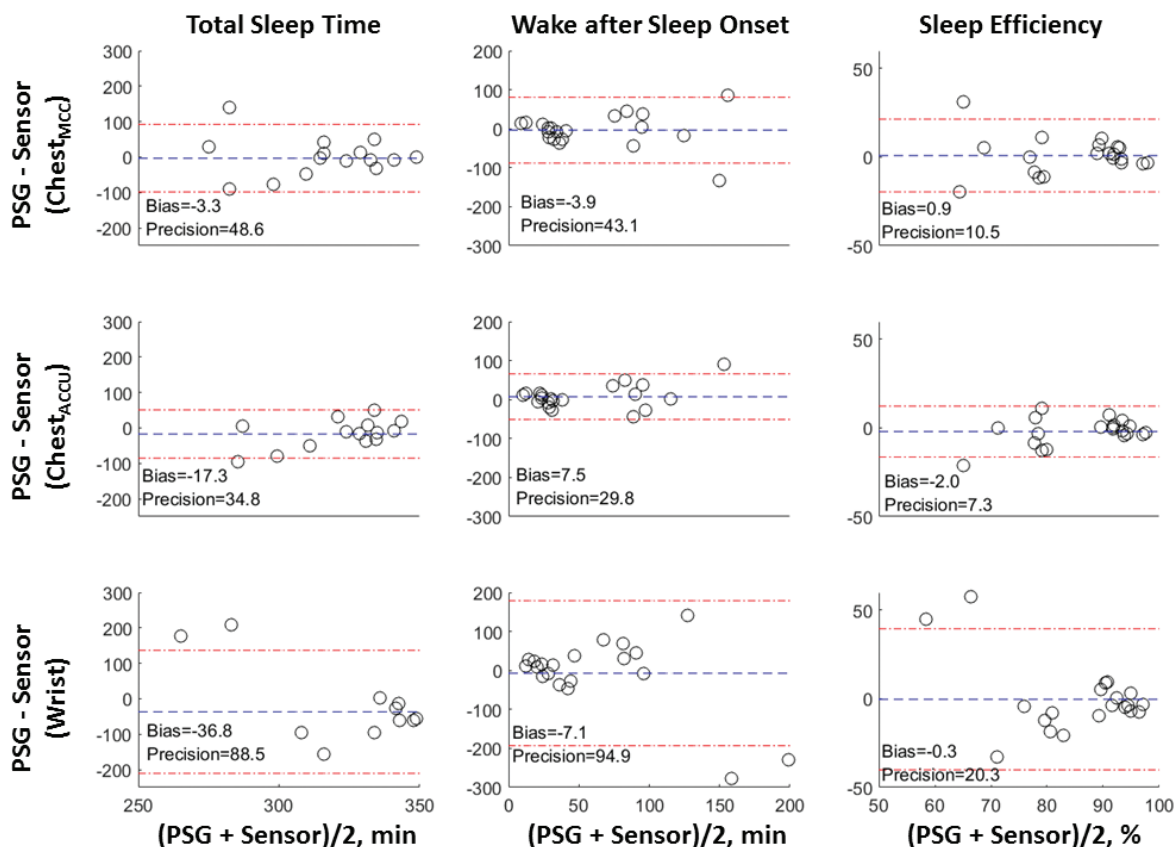 Total Sleep Time
Wake after Sleep Onset
Sleep Efficiency
PSG - Sensor
(Chest_MCC)
300
200
100
0
-100
-200
Bias=-3.3
Precision=48.6
200
100
0
-100
-200
-300
Bias=-3.9
Precision=43.1
50
0
-50
Bias=0.9
Precision=10.5
PSG - Sensor
(Chest_ACCU)
300
200
100
0
-100
-200
Bias=-17.3
Precision=34.8
200
100
0
-100
-200
-300
Bias=7.5
Precision=29.8
50
0
-50
Bias=-2.0
Precision=7.3
PSG - Sensor
(Wrist)
300
200
100
0
-100
-200
Bias=-36.8
Precision=88.5
250
300
350
(PSG + Sensor)/2, min
200
100
0
-100
-200
-300
Bias=-7.1
Precision=94.9
0
50
100
150
200
(PSG + Sensor)/2, min
50
0
-50
Bias=-0.3
Precision=20.3
50
60
70
80
90
100
(PSG + Sensor)/2, %